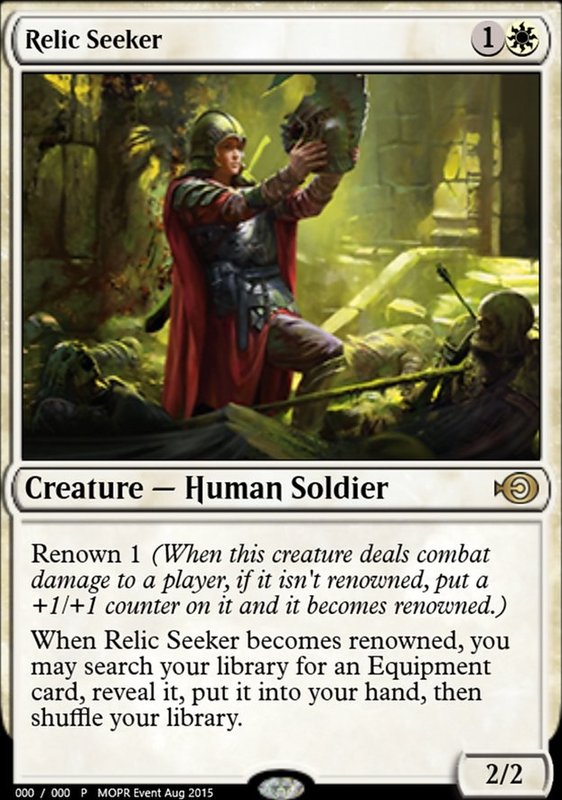 Relic Seeker
1
Creature — Human Soldier
Renown 1 (When this creature deals combat
damage to a player, if it isn't renowned, put a
+1/+1 counter on it and it becomes renowned.)
When Relic Seeker becomes renowned, you
may search your library for an Equipment
card, reveal it, put it into your hand, then
shuffle your library.
2/2
000 / 000 P MOPR Event Aug 2015